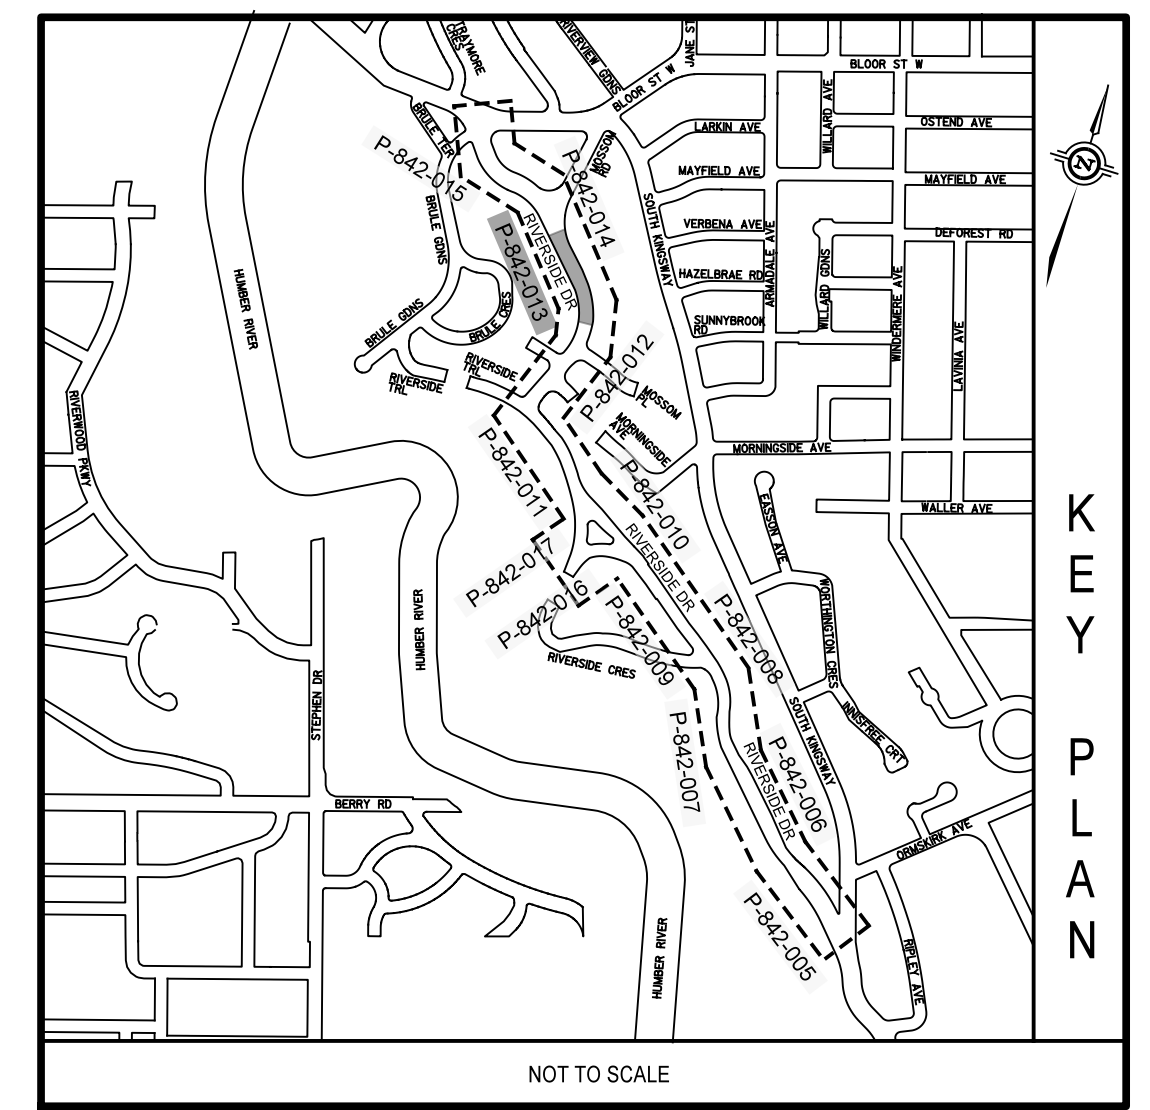 TRAYMORE
CRES
RIVERVIEW GDNS
JANE ST
BLOOR ST W
BLOOR ST W
BRULE TER
P-842-015
MOSSOM
RD
P-842-014
LARKIN AVE
WILLARD AVE
OSTEND AVE
N
MAYFIELD AVE
MAYFIELD AVE
BRULE GDNS
SOUTH KINGSWAY
VERBENA AVE
ARMADALE AVE
DEFOREST RD
RIVERSIDE DR
P-842-013
HUMBER RIVER
HAZELBRAE RD
WILLARD GDNS
WINDERMERE AVE
BRULE GDNS
BRULE CRES
SUNNYBROOK
RD
LAVINIA AVE
RIVERSIDE
TRL
RIVERSIDE
TRL
P-842-012
MOSSOM
PL
MORNINGSIDE
AVE
RIVERWOOD PKWY
MORNINGSIDE AVE
P-842-011
P-842-010
EASSON AVE
WALLER AVE
RIVERSIDE DR
P-842-017
P-842-016
HUMBER RIVER
P-842-009
P-842-008
WORTHINGTON CRES
RIVERSIDE CRES
STEPHEN DR
SOUTH KINGSWAY
INNISFREE CRT
P-842-007
P-842-006
RIVERSIDE DR
BERRY RD
ORMSKIRK AVE
P-842-005
HUMBER RIVER
RIPLEY AVE
KEY PLAN
NOT TO SCALE